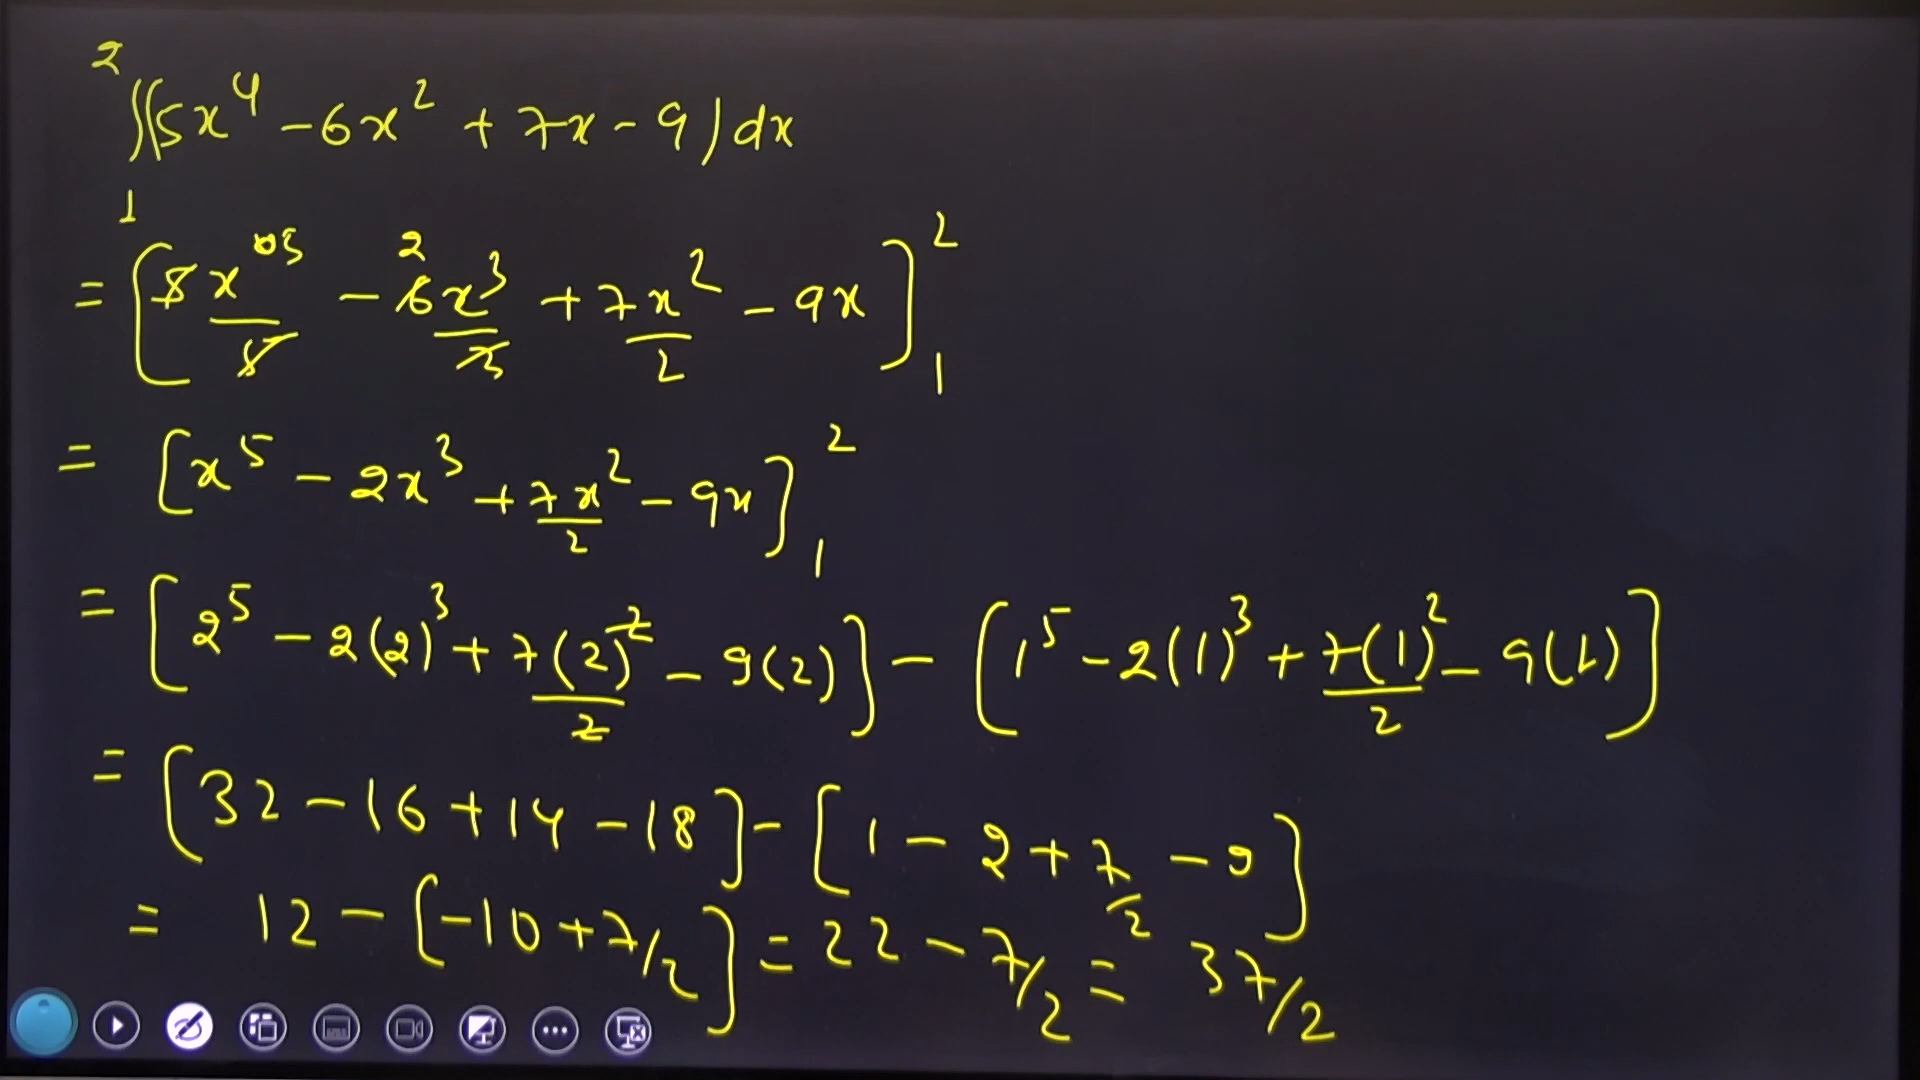 ∫₁² (5x⁴ - 6x² + 7x - 9) dx
= [5x⁵/5 - 6x³/3 + 7x²/2 - 9x]₁²
= [x⁵ - 2x³ + 7x²/2 - 9x]₁²
= [2⁵ - 2(2)³ + 7(2)²/2 - 9(2)] - [1⁵ - 2(1)³ + 7(1)²/2 - 9(1)]
= [32 - 16 + 14 - 18] - [1 - 2 + 7/2 - 9]
= 12 - [-10 + 7/2] = 22 - 7/2 = 37/2